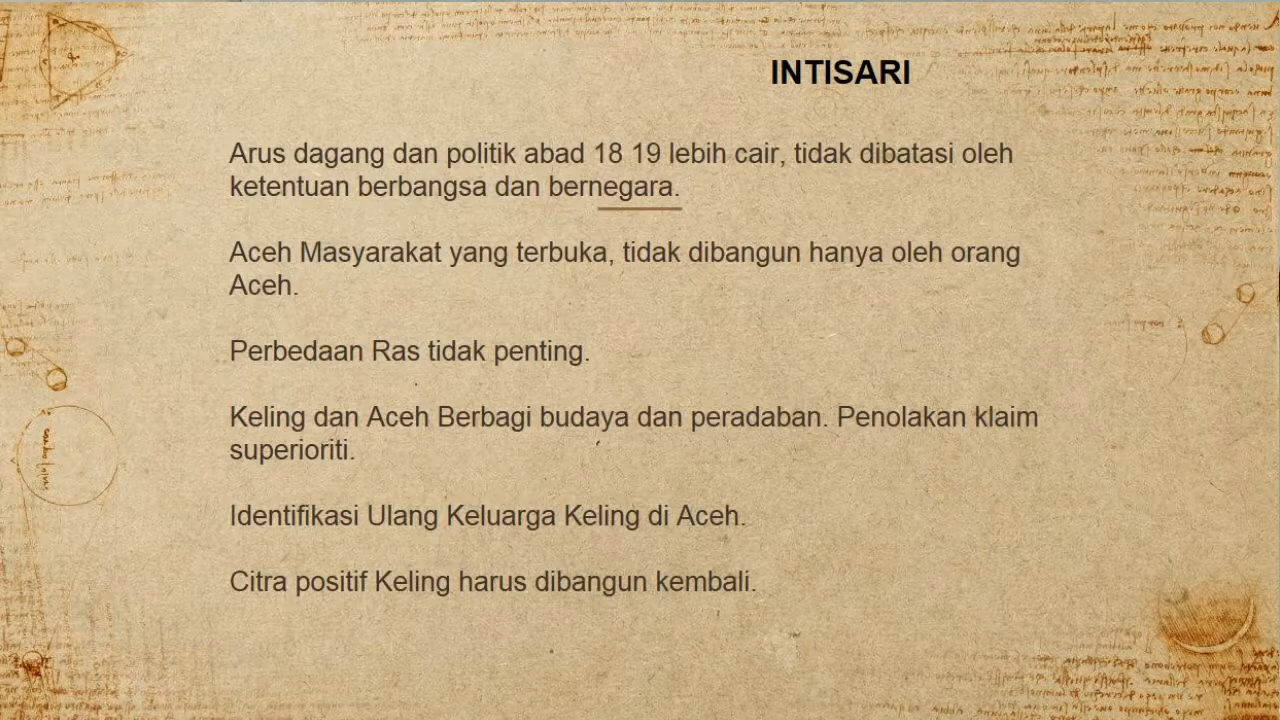 INTISARI
Arus dagang dan politik abad 18 19 lebih cair, tidak dibatasi oleh
ketentuan berbangsa dan bernegara.
Aceh Masyarakat yang terbuka, tidak dibangun hanya oleh orang
Aceh.
Perbedaan Ras tidak penting.
Keling dan Aceh Berbagi budaya dan peradaban. Penolakan klaim
superioriti.
Identifikasi Ulang Keluarga Keling di Aceh.
Citra positif Keling harus dibangun kembali.